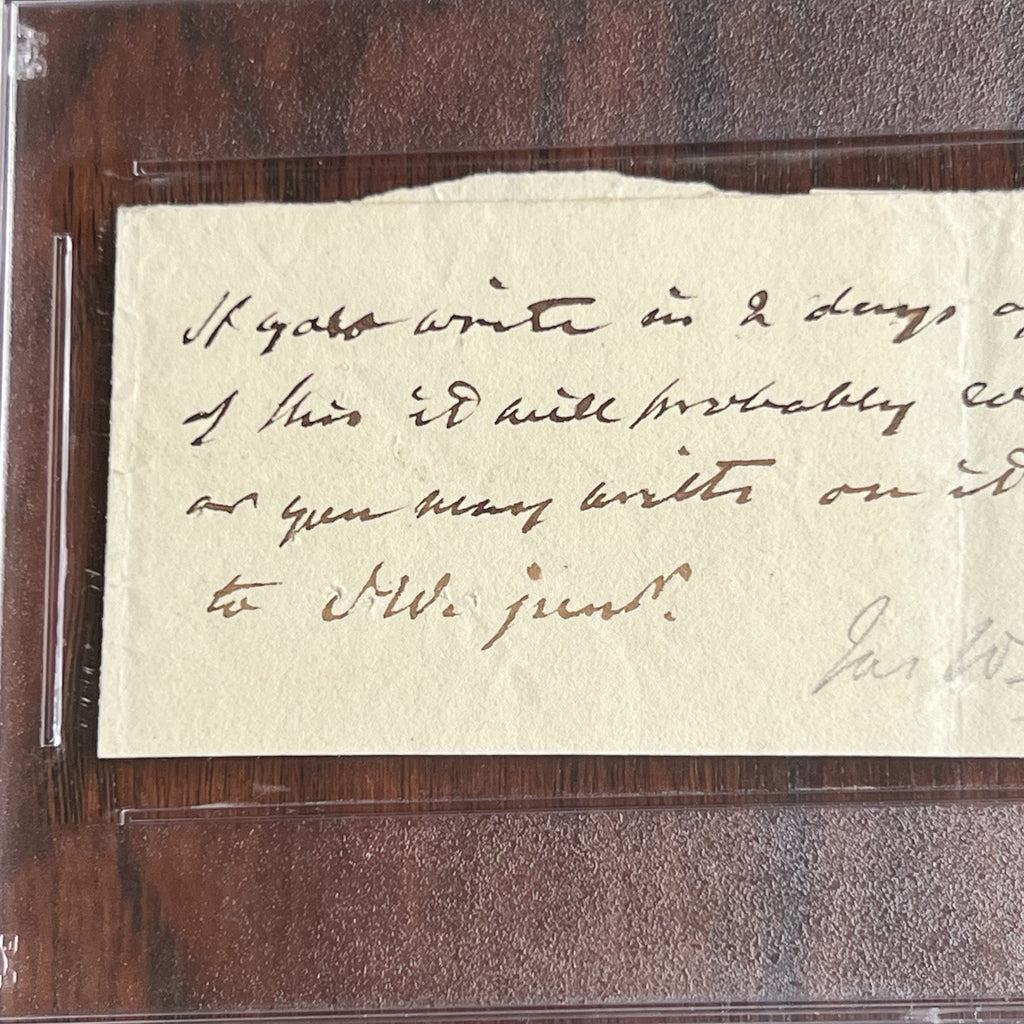 If you write in 2 days
of this it will probably
or you may write on it
to J.W. junr.
Jas W